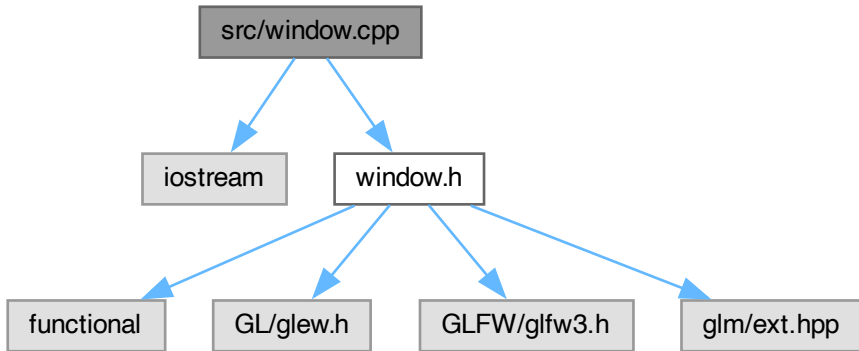 src/window.cpp
iostream
window.h
functional
GL/glew.h
GLFW/glfw3.h
glm/ext.hpp